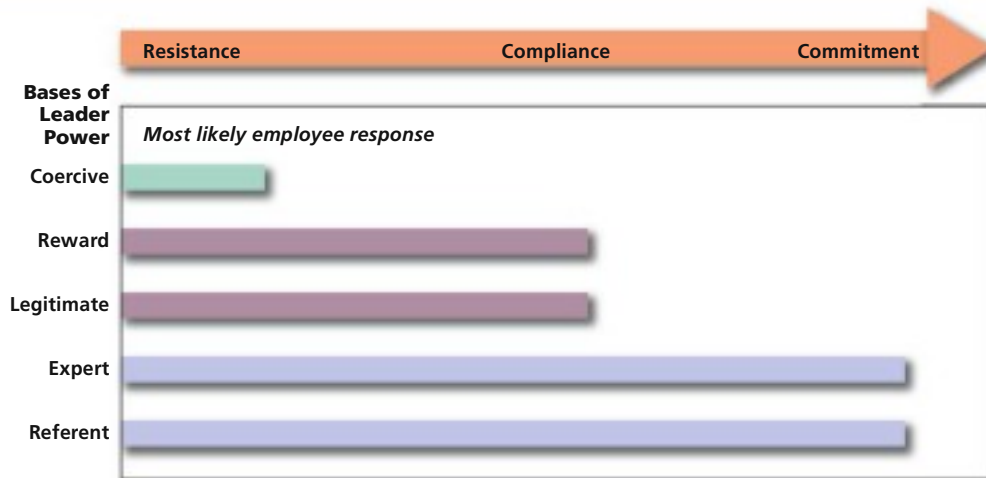 Resistance Compliance Commitment
Bases of
Leader
Power
Most likely employee response
Coercive
Reward
Legitimate
Expert
Referent